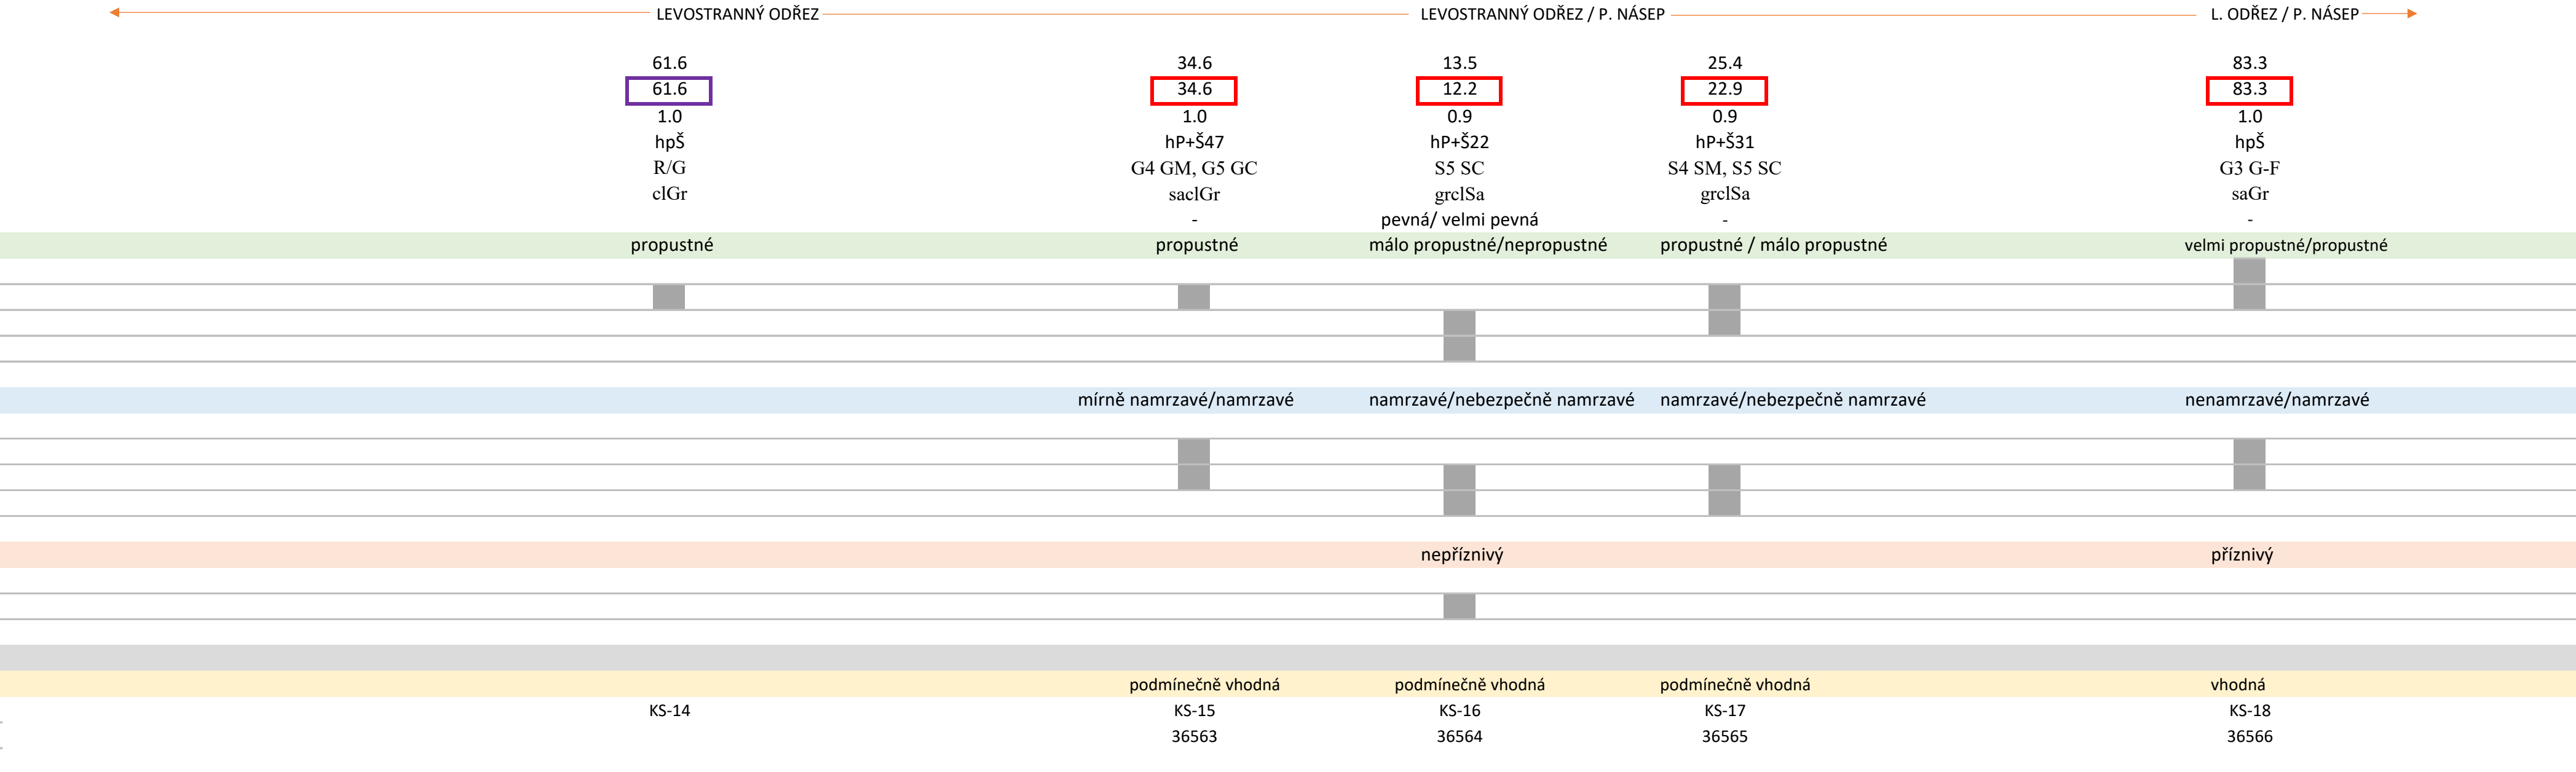 LEVOSTRANNÝ ODŘEZ LEVOSTRANNÝ ODŘEZ / P. NÁSEP L. ODŘEZ / P. NÁSEP
61.6 34.6 13.5 25.4 83.3
61.6 34.6 12.2 22.9 83.3
1.0 1.0 0.9 0.9 1.0
hpŠ hP+Š47 hP+Š22 hP+Š31 hpŠ
R/G G4 GM, G5 GC S5 SC S4 SM, S5 SC G3 G-F
clGr saclGr grclSa grclSa saGr
- pevná/ velmi pevná - -
propustné propustné málo propustné/nepropustné propustné / málo propustné velmi propustné/propustné
mírně namrzavé/namrzavé namrzavé/nebezpečně namrzavé namrzavé/nebezpečně namrzavé nenamrzavé/namrzavé
nepříznivý příznivý
podmínečně vhodná podmínečně vhodná podmínečně vhodná vhodná
KS-14 KS-15 KS-16 KS-17 KS-18
36563 36564 36565 36566